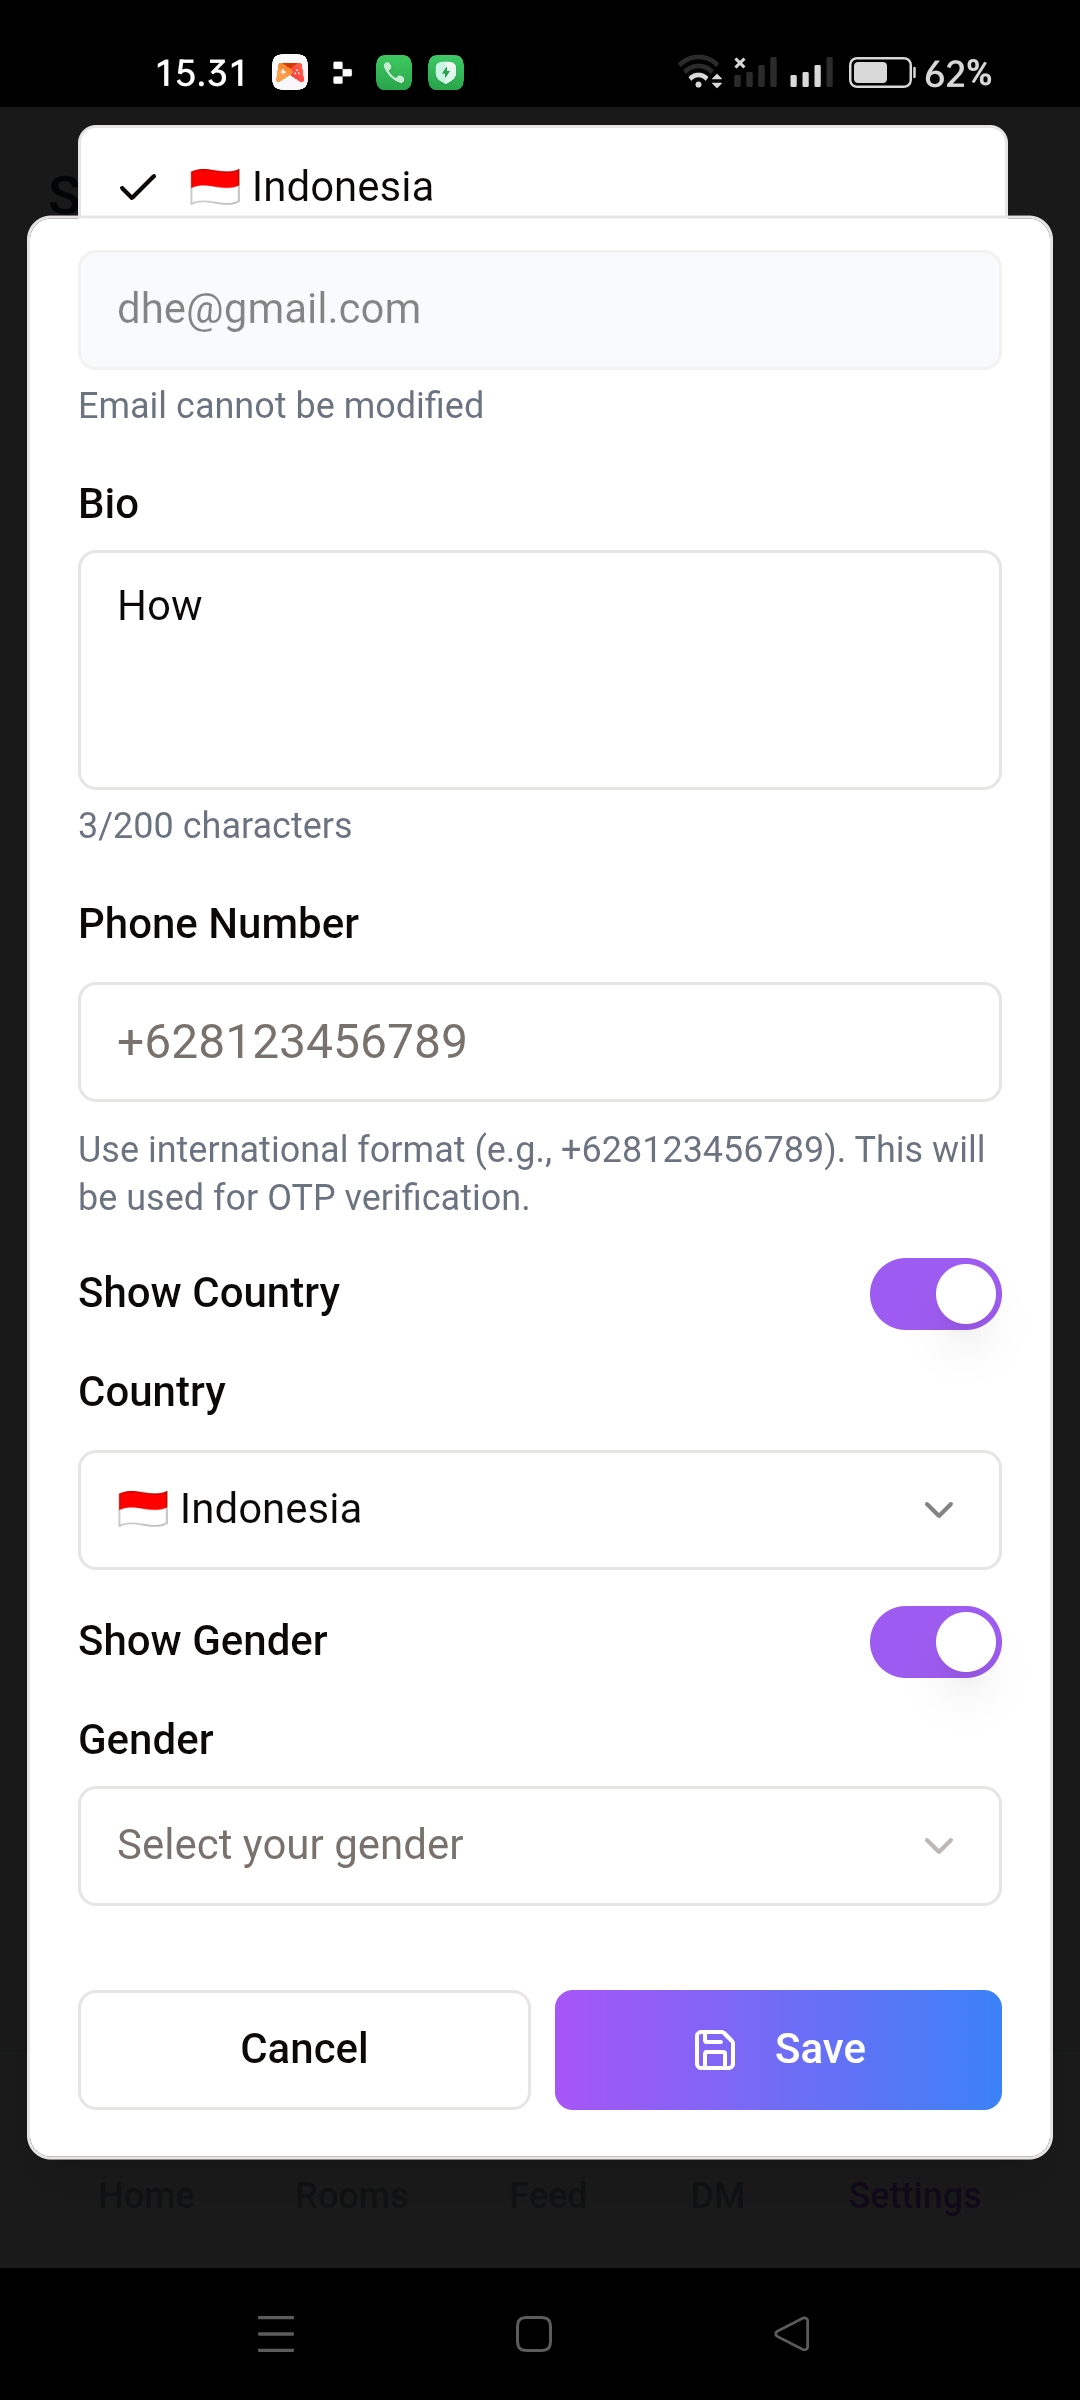 15.31
62%
S
Indonesia
dhe@gmail.com
Email cannot be modified
Bio
How
3/200 characters
Phone Number
+628123456789
Use international format (e.g., +628123456789). This will
be used for OTP verification.
Show Country
Country
Indonesia
Show Gender
Gender
Select your gender
Cancel
Save
Home
Rooms
Feed
DM
Settings